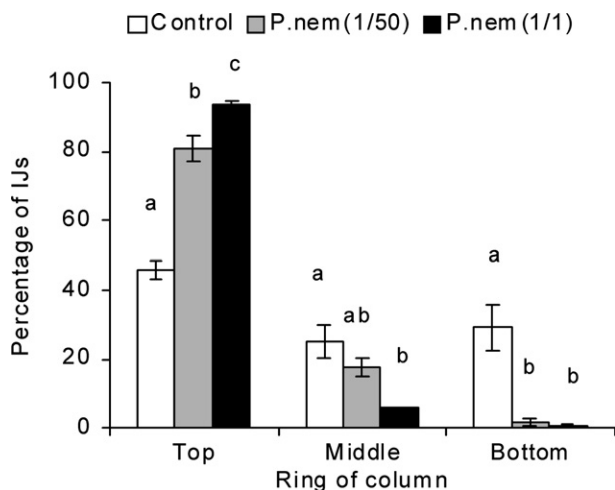 Control P.nem(1/50) P.nem(1/1)
100
80
60
40
20
0
Percentage of IJs
a b c
a ab b
a b b
Top Middle Bottom
Ring of column